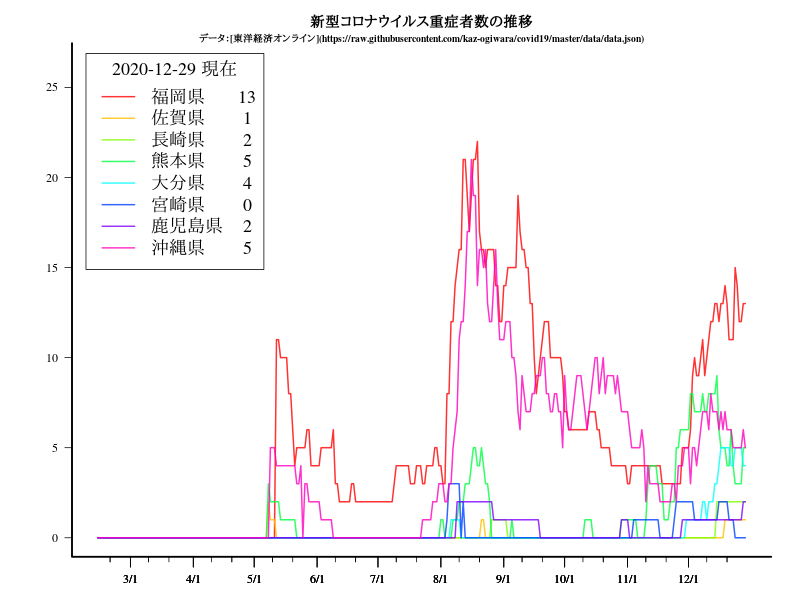 新型コロナウイルス重症者数の推移
データ：[東洋経済オンライン](https://raw.githubusercontent.com/kaz-ogiwara/covid19/master/data/data.json)
2020-12-29 現在
福岡県 13
佐賀県 1
長崎県 2
熊本県 5
大分県 4
宮崎県 0
鹿児島県 2
沖縄県 5
25
20
15
10
5
0
3/1 4/1 5/1 6/1 7/1 8/1 9/1 10/1 11/1 12/1